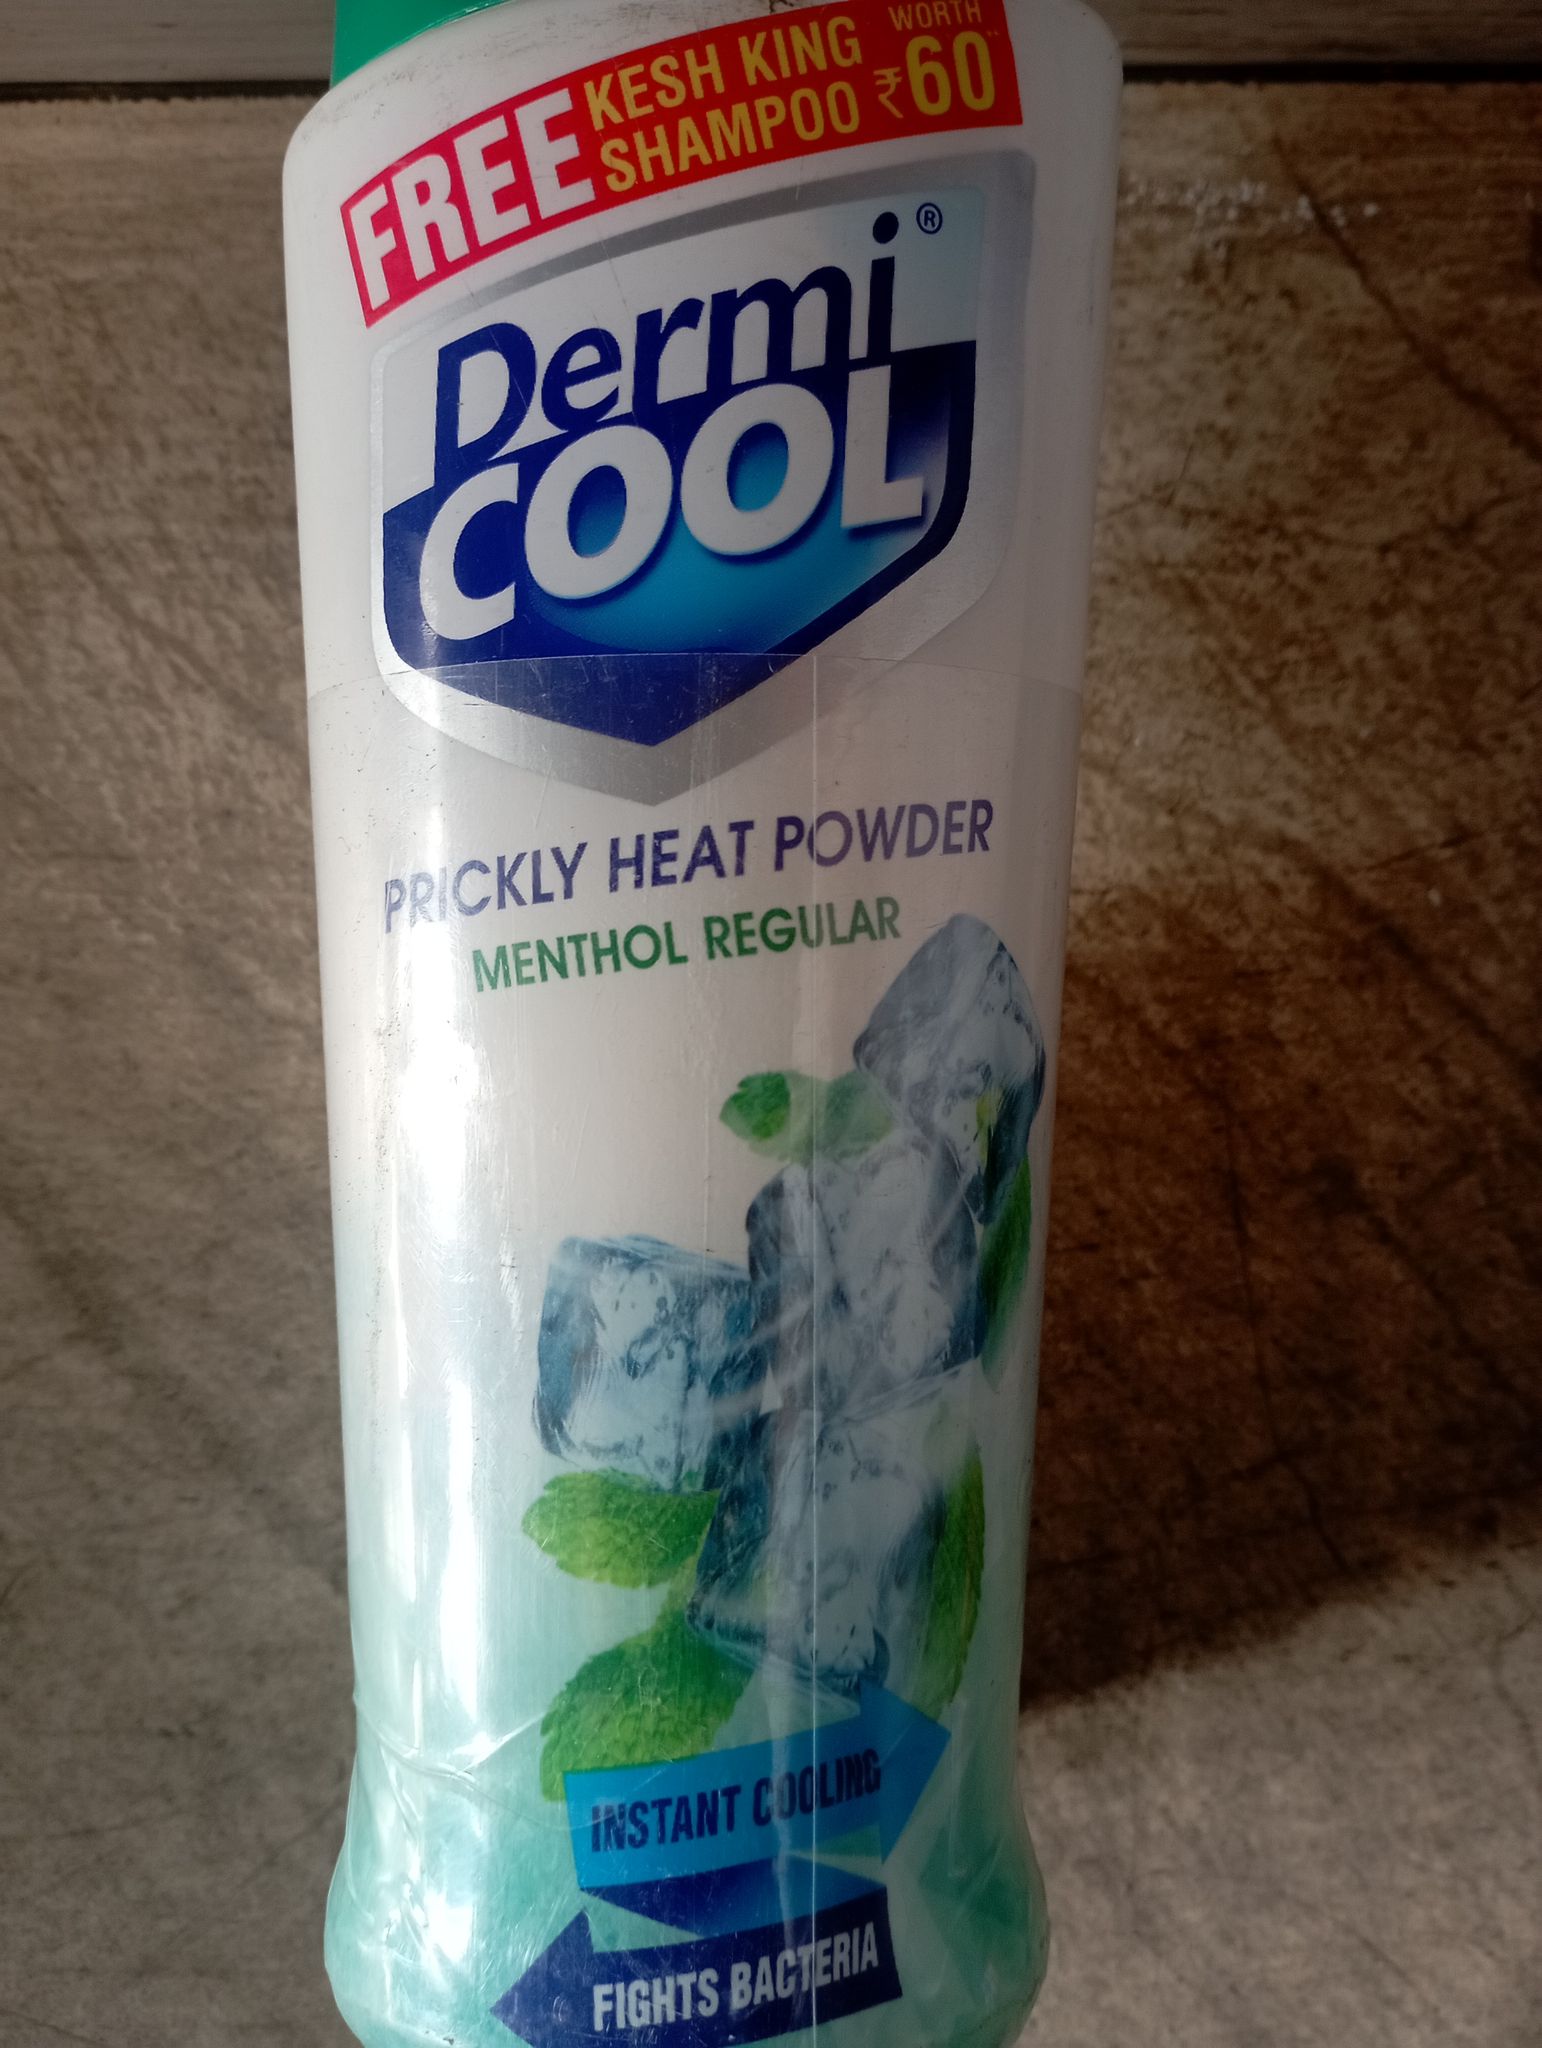 FREE KESH KING SHAMPOO WORTH ₹60**
Dermi®
COOL
PRICKLY HEAT POWDER
MENTHOL REGULAR
INSTANT COOLING
FIGHTS BACTERIA